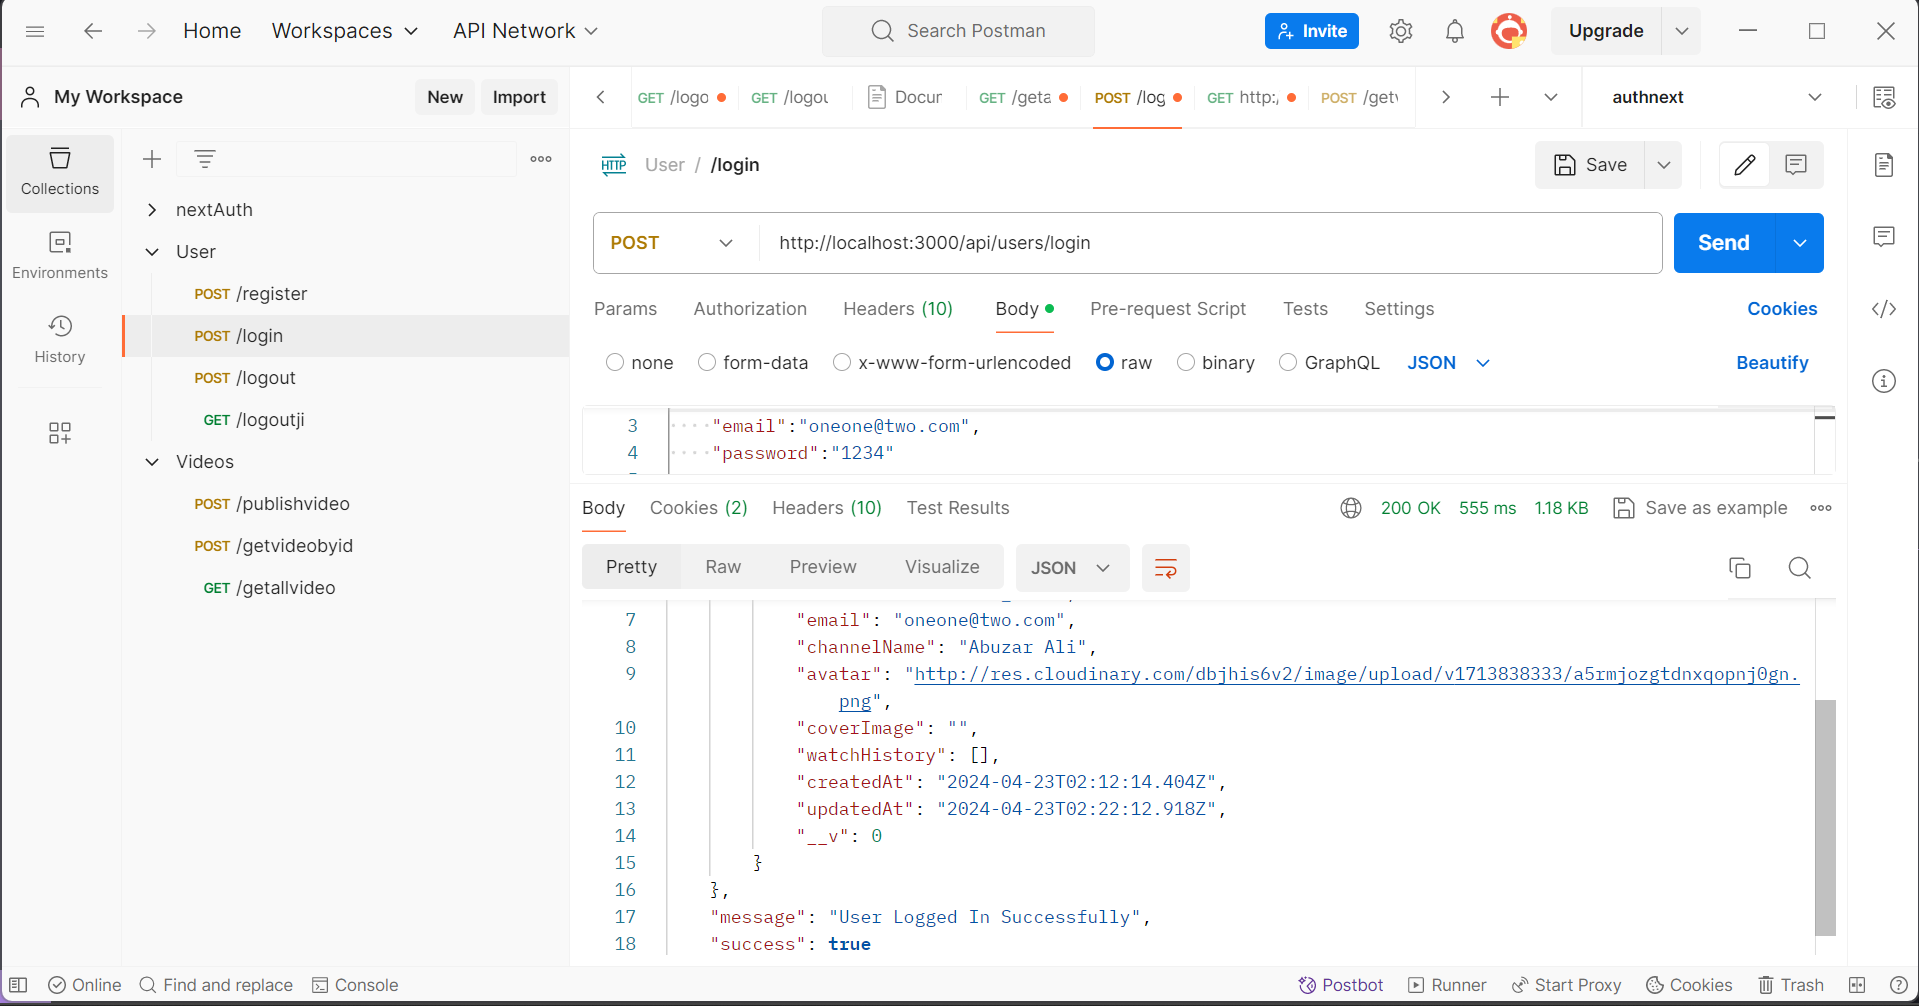 Home Workspaces API Network Search Postman Invite Upgrade
My Workspace New Import GET /logo GET /logou Docur GET /geta POST /log GET http:/ POST /getv authnext
Collections
Environments
History
nextAuth
User
POST /register
POST /login
POST /logout
GET /logoutji
Videos
POST /publishvideo
POST /getvideobyid
GET /getallvideo
HTTP User / /login Save
POST http://localhost:3000/api/users/login Send
Params Authorization Headers (10) Body Pre-request Script Tests Settings Cookies
none form-data x-www-form-urlencoded raw binary GraphQL JSON Beautify
3 "email":"oneone@two.com",
4 "password":"1234"
Body Cookies (2) Headers (10) Test Results 200 OK 555 ms 1.18 KB Save as example
Pretty Raw Preview Visualize JSON
7 "email": "oneone@two.com",
8 "channelName": "Abuzar Ali",
9 "avatar": "http://res.cloudinary.com/dbjhis6v2/image/upload/v1713838333/a5rmjozgtdnxqopnj0gn.
png",
10 "coverImage": "",
11 "watchHistory": [],
12 "createdAt": "2024-04-23T02:12:14.404Z",
13 "updatedAt": "2024-04-23T02:22:12.918Z",
14 "__v": 0
15 }
16 },
17 "message": "User Logged In Successfully",
18 "success": true
Online Find and replace Console Postbot Runner Start Proxy Cookies Trash